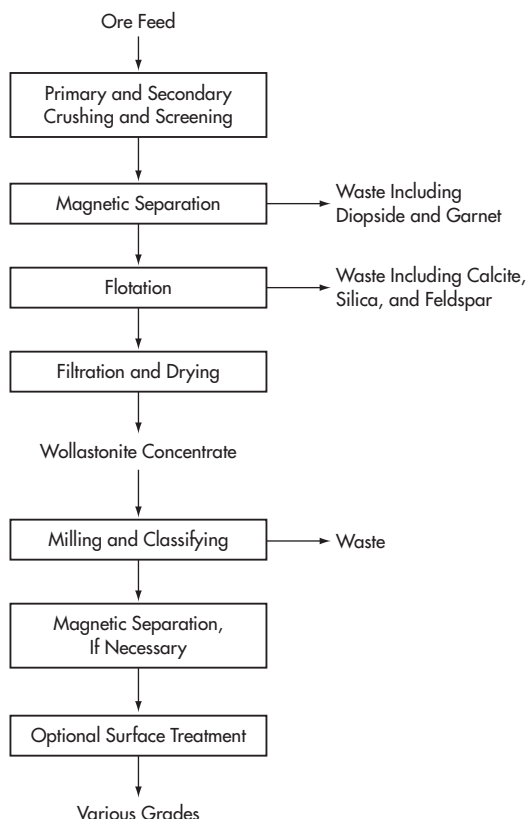 Ore Feed
Primary and Secondary
Crushing and Screening
Magnetic Separation
Waste Including
Diopside and Garnet
Flotation
Waste Including Calcite,
Silica, and Feldspar
Filtration and Drying
Wollastonite Concentrate
Milling and Classifying
Waste
Magnetic Separation,
If Necessary
Optional Surface Treatment
Various Grades